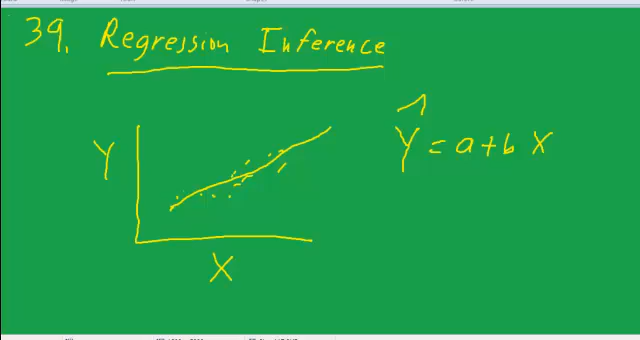 39. Regression Inference
Y
X
Ŷ = a + b X